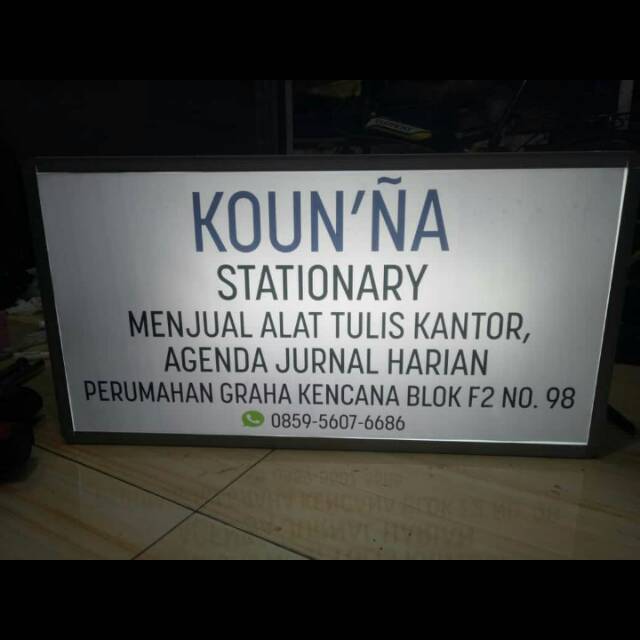 KOUN'ÑA
STATIONARY
MENJUAL ALAT TULIS KANTOR,
AGENDA JURNAL HARIAN
PERUMAHAN GRAHA KENCANA BLOK F2 NO. 98
0859-5607-6686